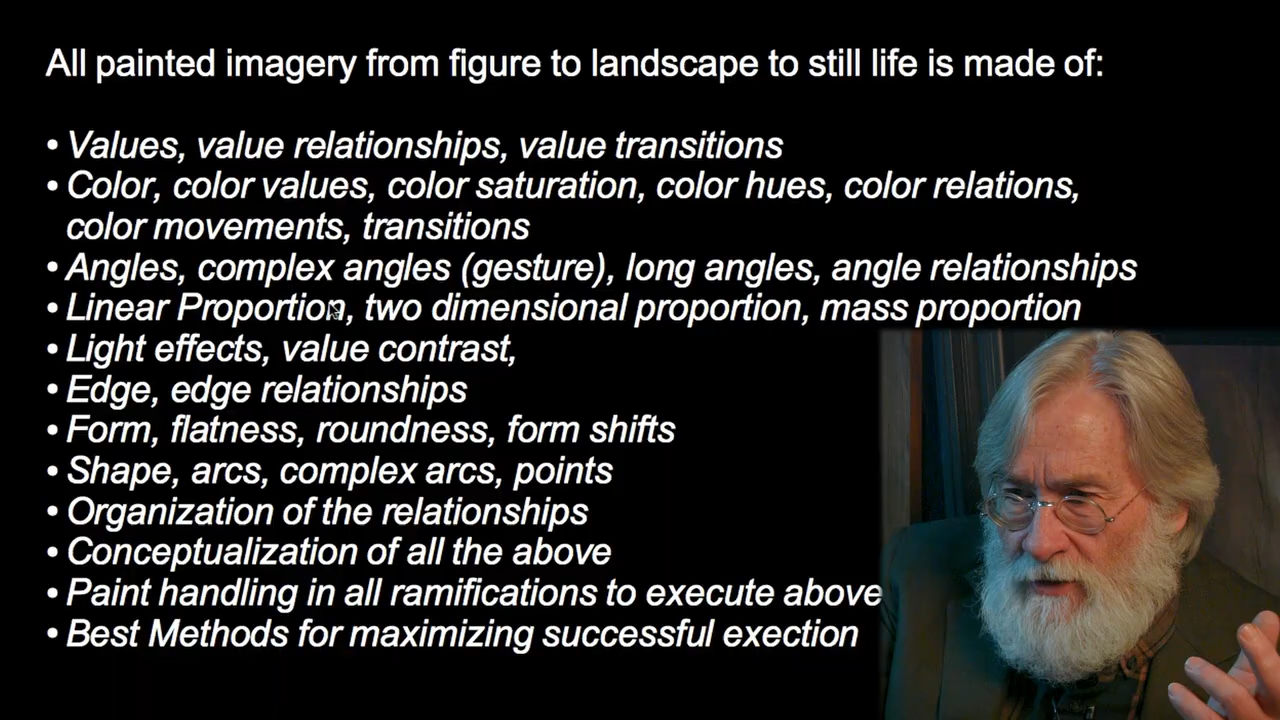 All painted imagery from figure to landscape to still life is made of:
• Values, value relationships, value transitions
• Color, color values, color saturation, color hues, color relations,
color movements, transitions
• Angles, complex angles (gesture), long angles, angle relationships
• Linear Proportion, two dimensional proportion, mass proportion
• Light effects, value contrast,
• Edge, edge relationships
• Form, flatness, roundness, form shifts
• Shape, arcs, complex arcs, points
• Organization of the relationships
• Conceptualization of all the above
• Paint handling in all ramifications to execute above
• Best Methods for maximizing successful exection